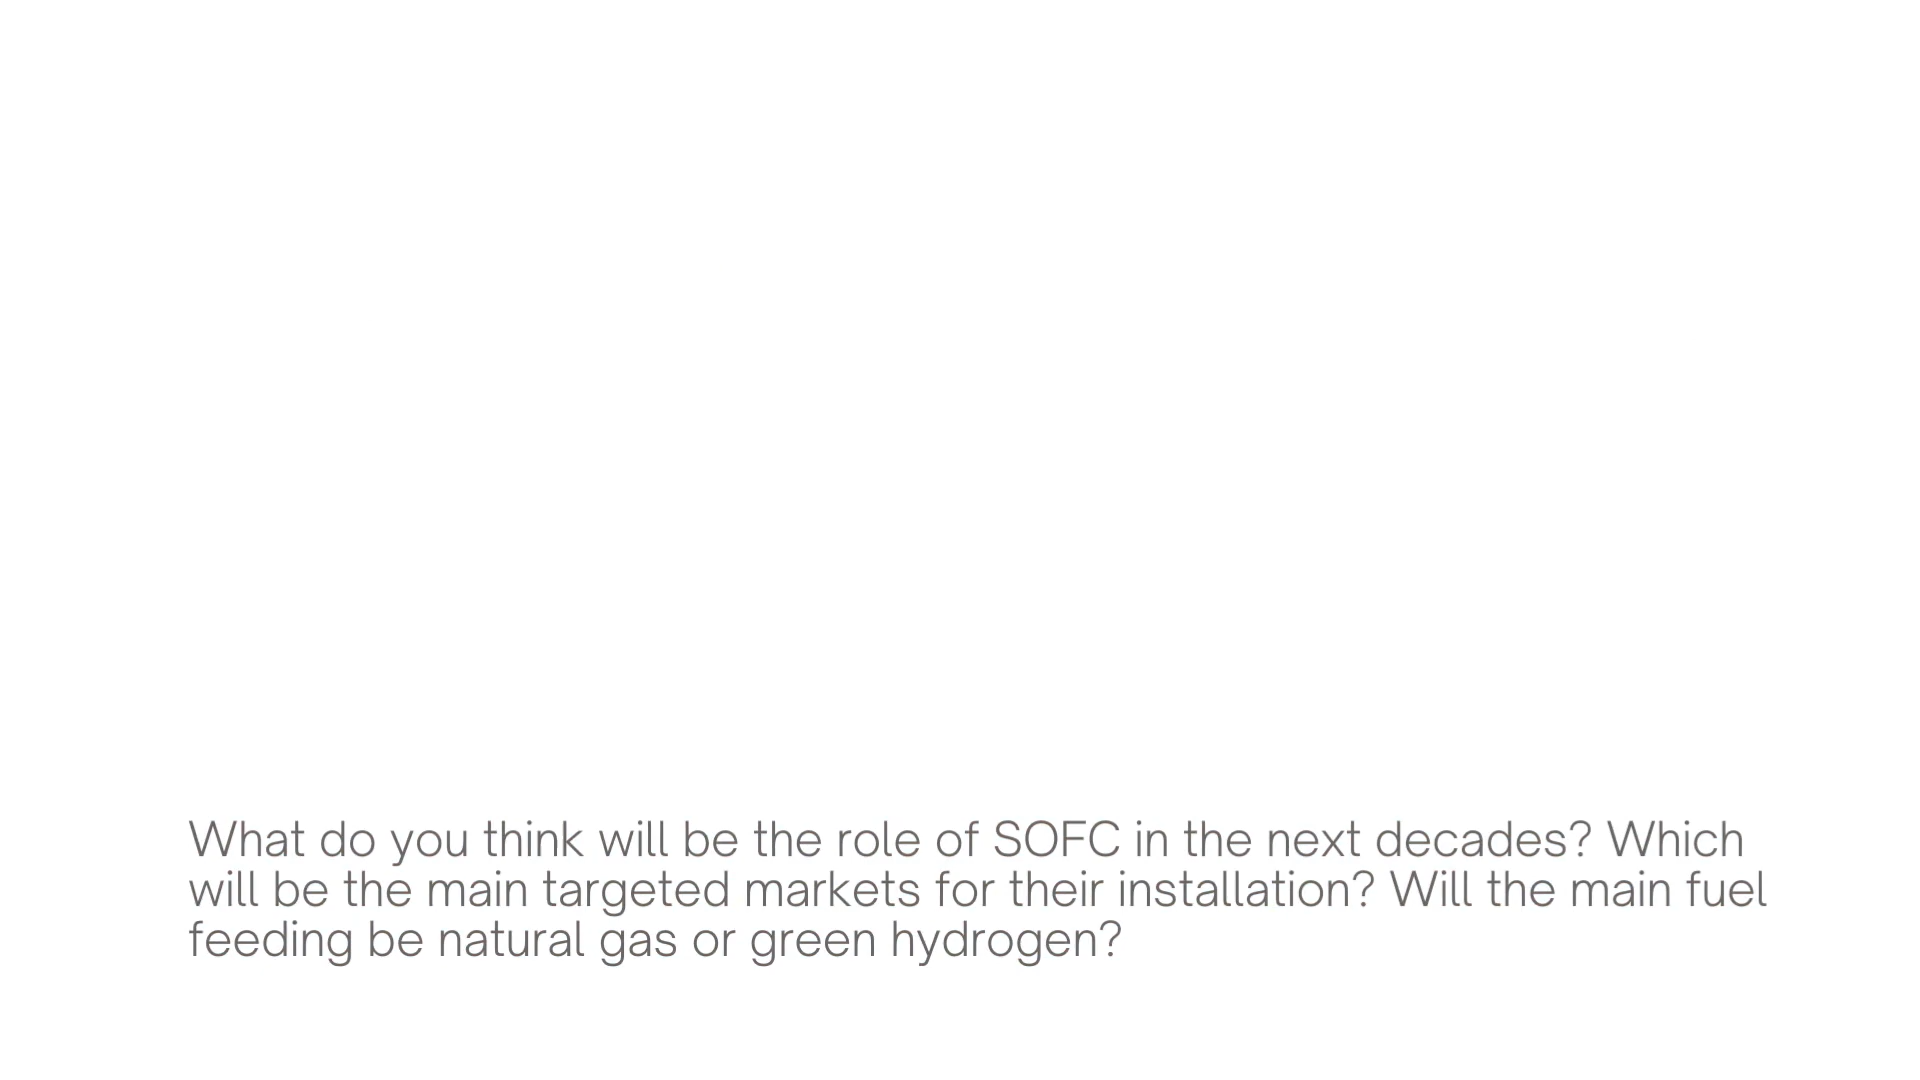 What do you think will be the role of SOFC in the next decades? Which
will be the main targeted markets for their installation? Will the main fuel
feeding be natural gas or green hydrogen?